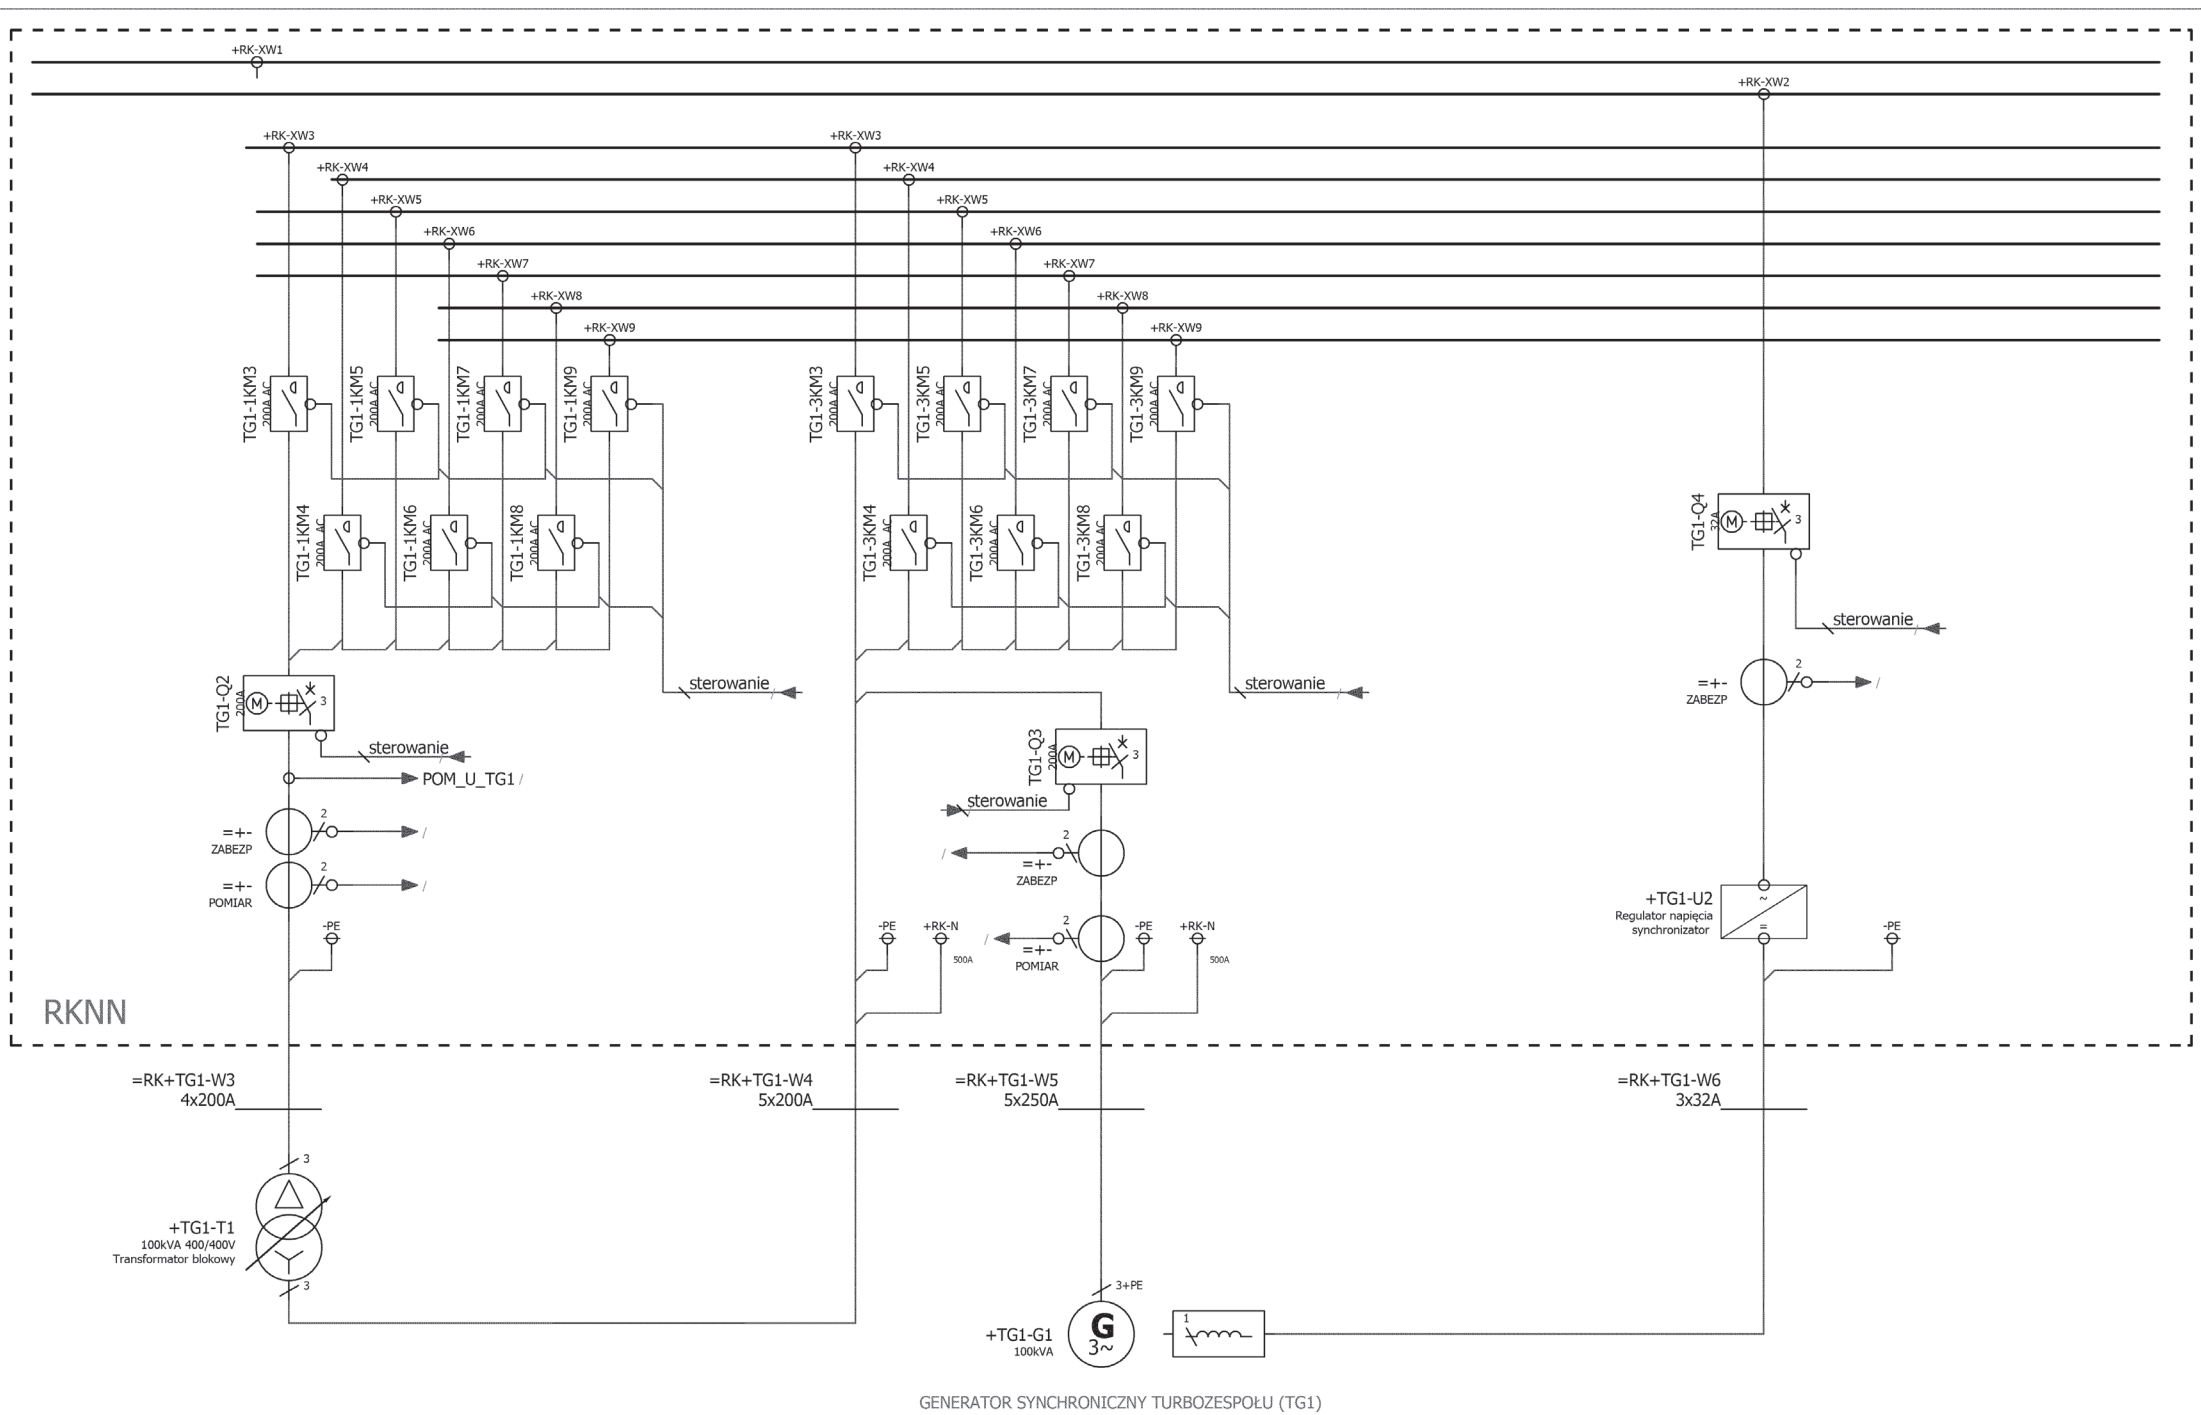 +RK-XW1
+RK-XW2
+RK-XW3
+RK-XW3
+RK-XW4
+RK-XW4
+RK-XW5
+RK-XW5
+RK-XW6
+RK-XW6
+RK-XW7
+RK-XW7
+RK-XW8
+RK-XW8
+RK-XW9
+RK-XW9
TG1-1KM3
200A AC
TG1-1KM5
200A AC
TG1-1KM7
200A AC
TG1-1KM9
200A AC
TG1-3KM3
200A AC
TG1-3KM5
200A AC
TG1-3KM7
200A AC
TG1-3KM9
200A AC
TG1-1KM4
200A AC
TG1-1KM6
200A AC
TG1-1KM8
200A AC
TG1-3KM4
200A AC
TG1-3KM6
200A AC
TG1-3KM8
200A AC
TG1-Q4
32A
M
3
sterowanie /
2
=+-
ZABEZP
/
TG1-Q2
200A
M
3
sterowanie /
sterowanie /
sterowanie /
POM_U_TG1 /
TG1-Q3
200A
M
3
sterowanie /
2
=+-
ZABEZP
/
2
=+-
POMIAR
/
2
/
=+-
ZABEZP
2
/
=+-
POMIAR
-PE
-PE
+RK-N
500A
-PE
+RK-N
500A
+TG1-U2
Regulator napięcia
synchronizator
~
=
-PE
RKNN
=RK+TG1-W3
4x200A
=RK+TG1-W4
5x200A
=RK+TG1-W5
5x250A
=RK+TG1-W6
3x32A
3
+TG1-T1
100kVA 400/400V
Transformator blokowy
3
3+PE
+TG1-G1
100kVA
G
3~
1
GENERATOR SYNCHRONICZNY TURBOZESPOŁU (TG1)